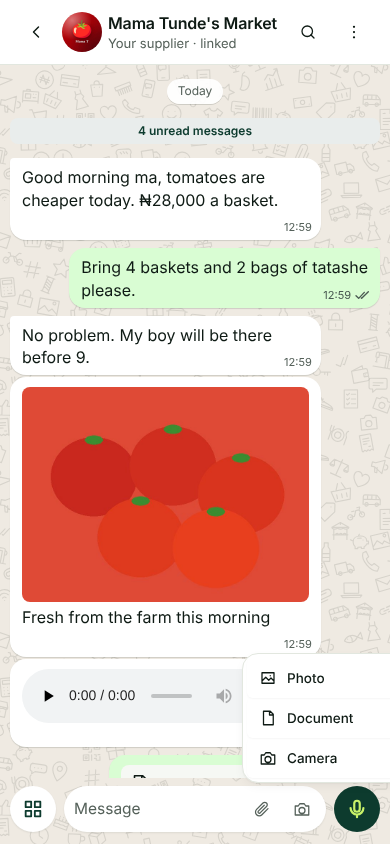 Mama Tunde's Market
Your supplier · linked
Today
4 unread messages
Good morning ma, tomatoes are
cheaper today. ₦28,000 a basket.
12:59
Bring 4 baskets and 2 bags of tatashe
please.
12:59
No problem. My boy will be there
before 9.
12:59
Fresh from the farm this morning
12:59
0:00 / 0:00
Photo
Document
Camera
Message